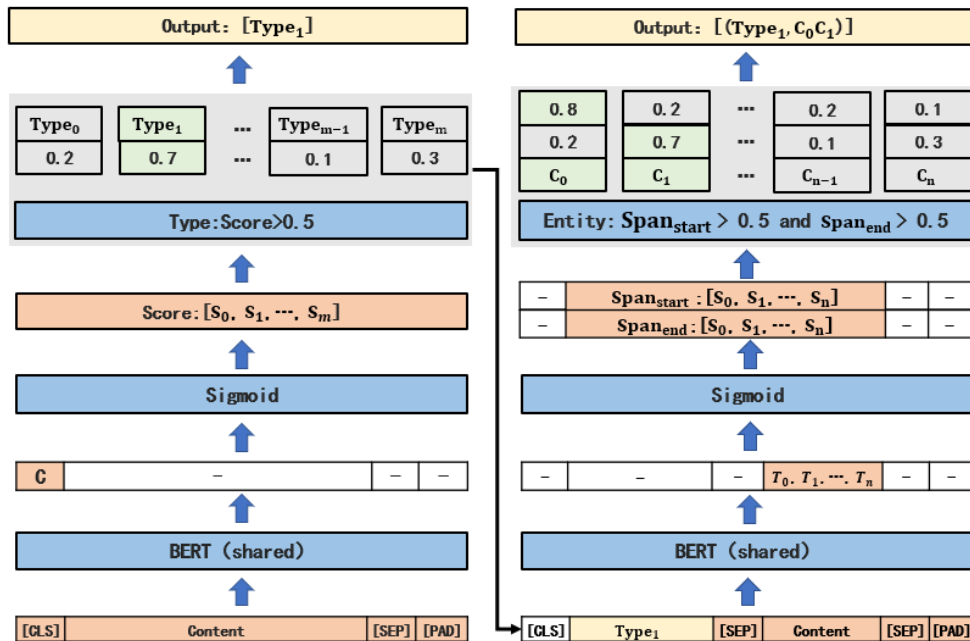 Output: [Type₁]
Type₀ Type₁ ... Typeₘ₋₁ Typeₘ
0.2 0.7 ... 0.1 0.3
Type:Score>0.5
Score:[S₀, S₁, ..., Sₘ]
Sigmoid
C - - -
BERT (shared)
[CLS] Content [SEP] [PAD]
Output: [(Type₁, C₀C₁)]
0.8 0.2 ... 0.2 0.1
0.2 0.7 0.1 0.3
C₀ C₁ ... Cₙ₋₁ Cₙ
Entity: Span_start > 0.5 and Span_end > 0.5
- Span_start:[S₀, S₁, ..., Sₙ] - -
- Span_end:[S₀, S₁, ..., Sₙ] - -
Sigmoid
- - - T₀, T₁, ..., Tₙ - -
BERT (shared)
[CLS] Type₁ [SEP] Content [SEP] [PAD]